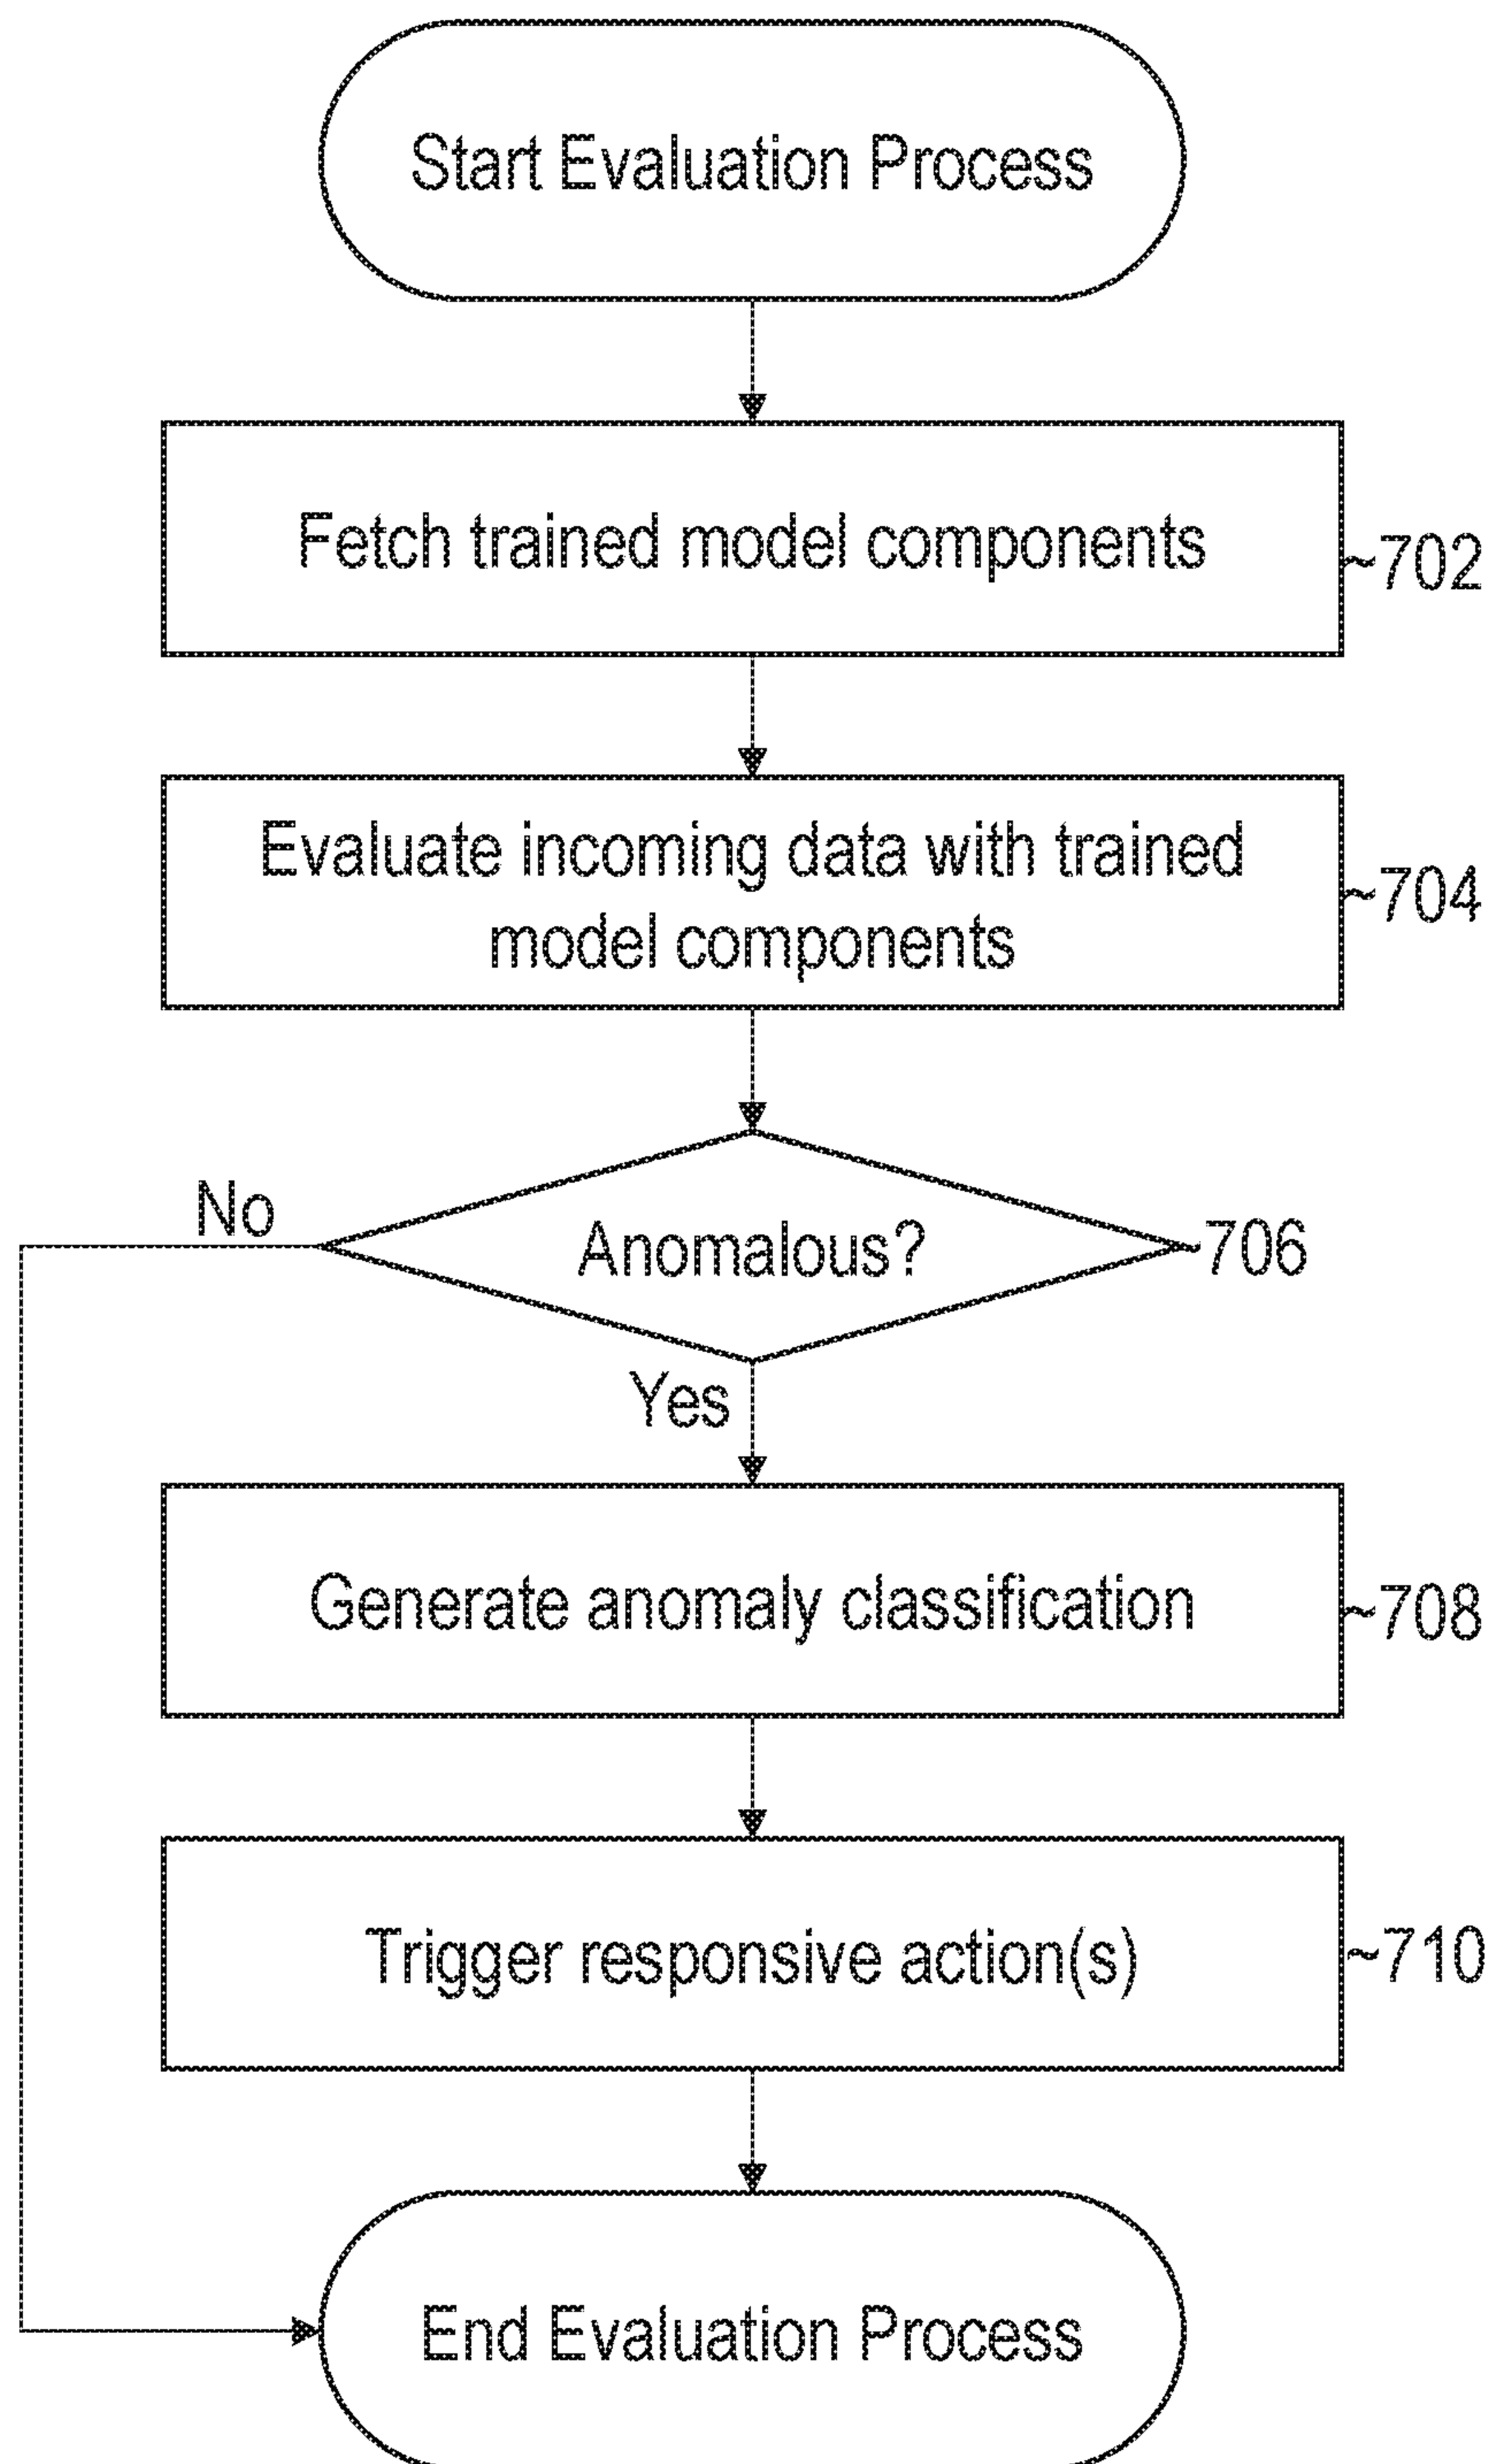 Start Evaluation Process
Fetch trained model components
~702
Evaluate incoming data with trained
model components
~704
No
Anomalous?
~706
Yes
Generate anomaly classification
~708
Trigger responsive action(s)
~710
End Evaluation Process